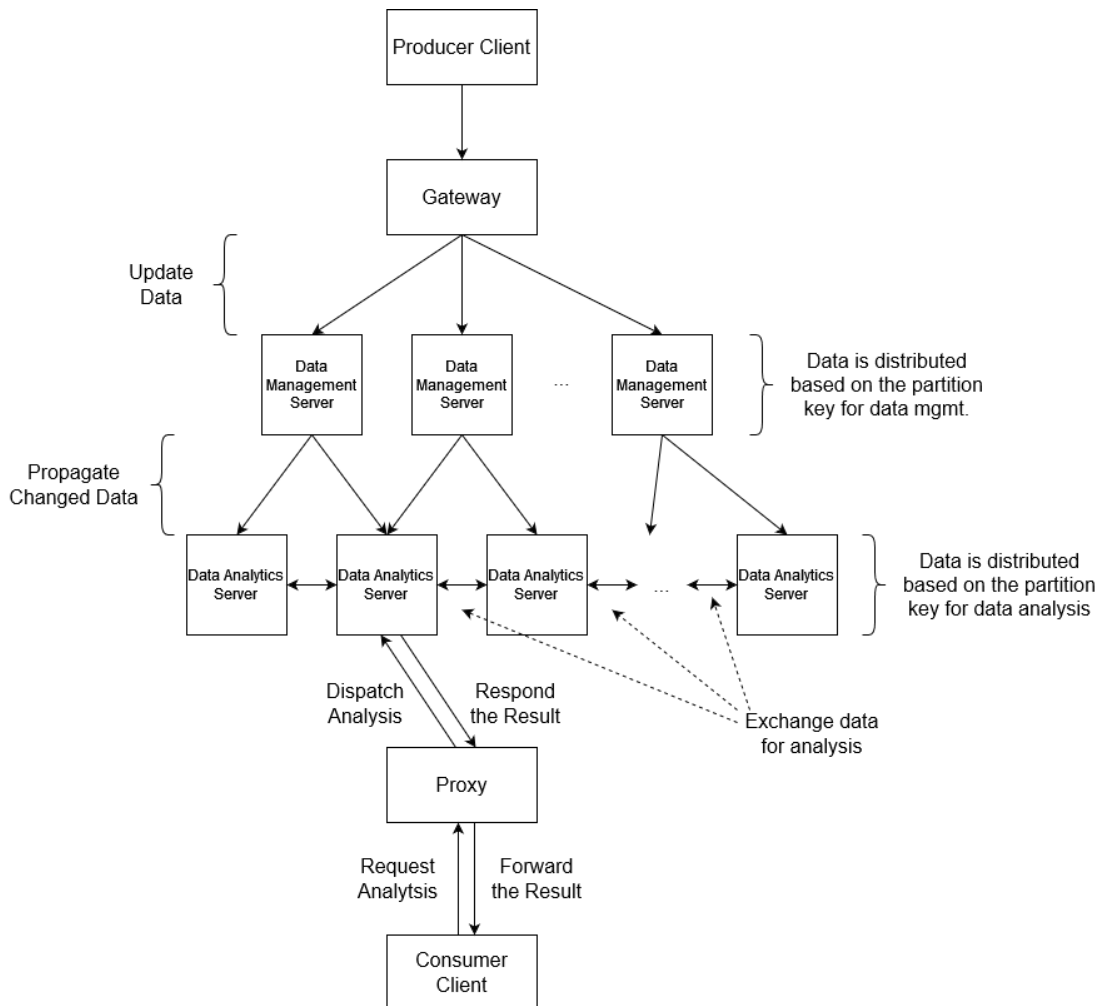 Producer Client
Gateway
Update
Data
Data
Management
Server
Data
Management
Server
...
Data
Management
Server
Data is distributed
based on the partition
key for data mgmt.
Propagate
Changed Data
Data Analytics
Server
Data Analytics
Server
Data Analytics
Server
...
Data Analytics
Server
Data is distributed
based on the partition
key for data analysis
Dispatch
Analysis
Respond
the Result
Exchange data
for analysis
Proxy
Request
Analytsis
Forward
the Result
Consumer
Client